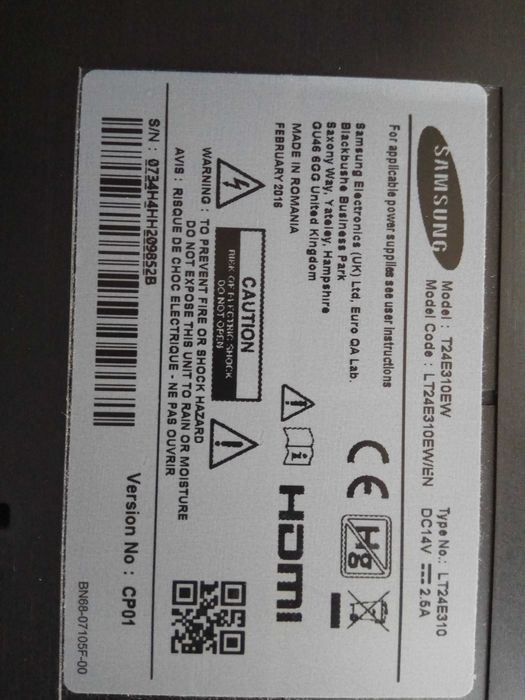 SAMSUNG
Model : T24E310EW
Type No.: LT24E310
Model Code : LT24E310EW/EN
DC14V ⎓ 2.5A
For applicable power supplies see user instructions
Samsung Electronics (UK) Ltd, Euro QA Lab.
Blackbushe Business Park
Saxony Way, Yateley, Hampshire
GU46 6GG United Kingdom
MADE IN ROMANIA
FEBRUARY 2016
CE
Hg
HDMI
CAUTION
RISK OF ELECTRIC SHOCK
DO NOT OPEN
WARNING : TO PREVENT FIRE OR SHOCK HAZARD
DO NOT EXPOSE THIS UNIT TO RAIN OR MOISTURE
AVIS : RISQUE DE CHOC ELECTRIQUE - NE PAS OUVRIR
S/N : 0734H4HH209852B
Version No : CP01
BN68-07105F-00